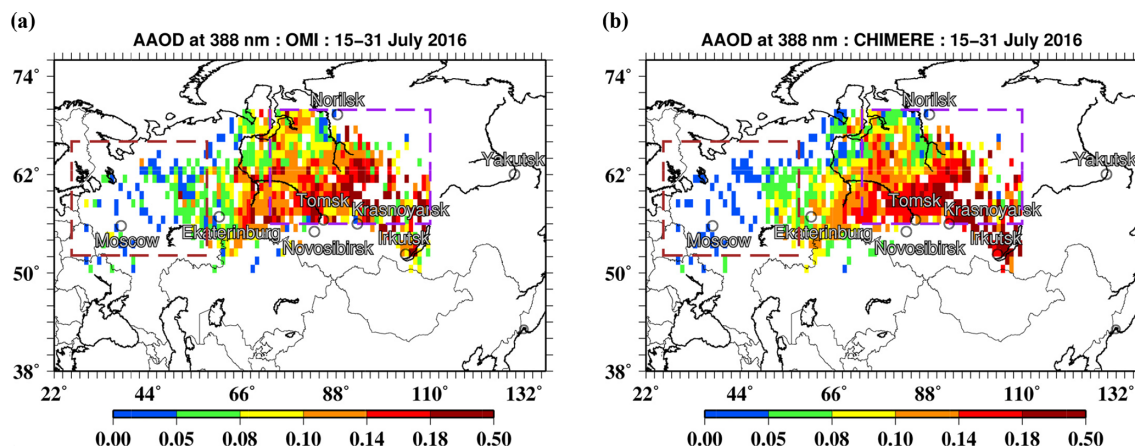 (a)
AAOD at 388 nm : OMI : 15−31 July 2016
74°
62°
50°
38°
Norilsk
Yakutsk
Tomsk
Krasnoyarsk
Ekaterinburg
Moscow
Irkutsk
Novosibirsk
22 44 66 88 110 132
0.00 0.05 0.08 0.10 0.14 0.18 0.50
(b)
AAOD at 388 nm : CHIMERE : 15−31 July 2016
74°
62°
50°
38°
Norilsk
Yakutsk
Tomsk
Krasnoyarsk
Ekaterinburg
Moscow
Irkutsk
Novosibirsk
22° 44° 66° 88° 110° 132°
0.00 0.05 0.08 0.10 0.14 0.18 0.50